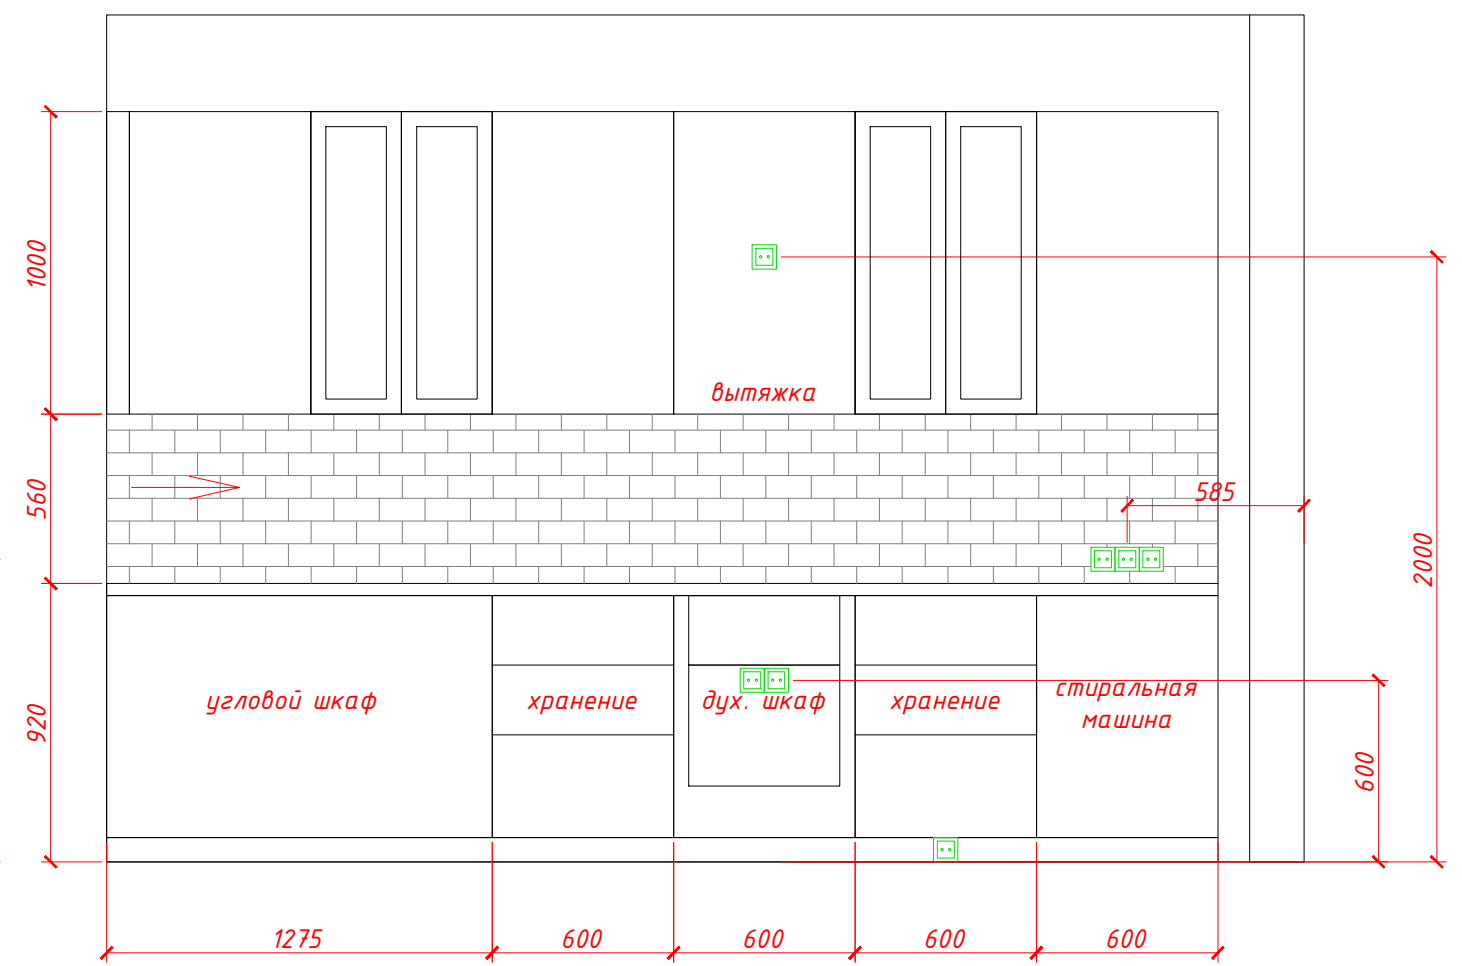 1000
вытяжка
560
585
2000
920
угловой шкаф
хранение
дух. шкаф
хранение
стиральная
машина
600
1275
600
600
600
600